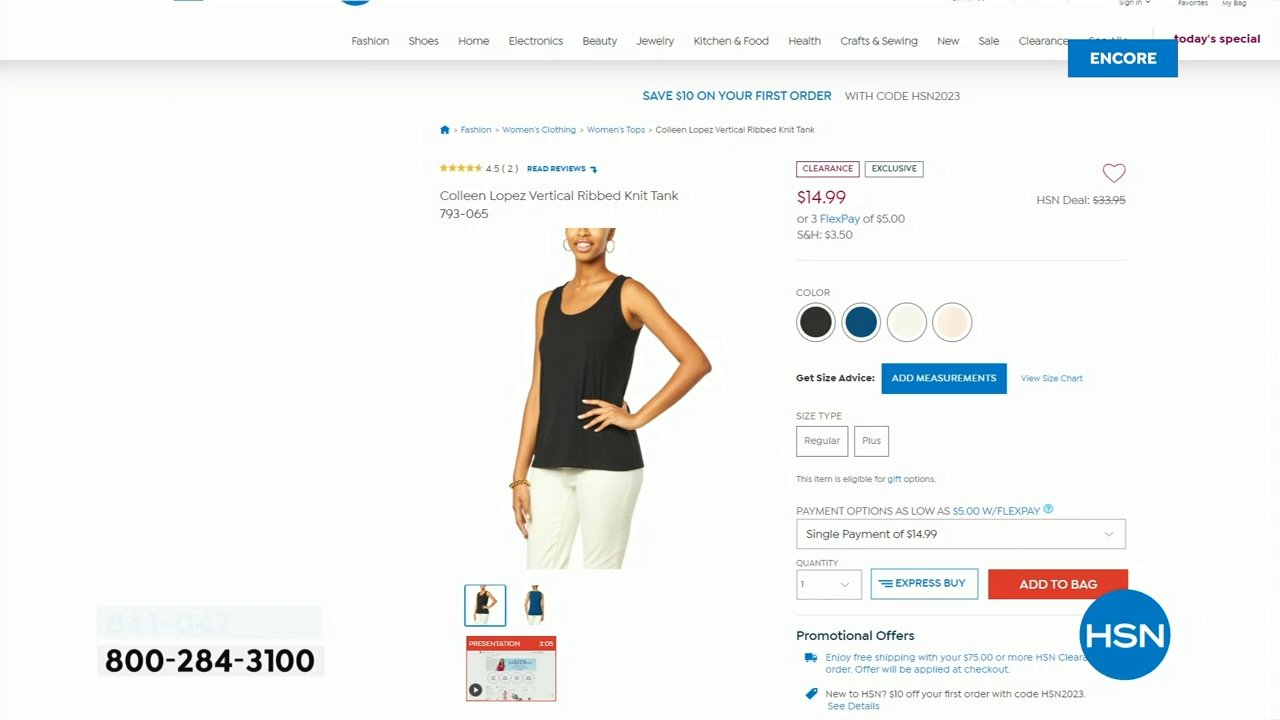 Sign In
Favorites
My Bag
Fashion
Shoes
Home
Electronics
Beauty
Jewelry
Kitchen & Food
Health
Crafts & Sewing
New
Sale
Clearance
today's special
ENCORE
SAVE $10 ON YOUR FIRST ORDER WITH CODE HSN2023
> Fashion > Women's Clothing > Women's Tops > Colleen Lopez Vertical Ribbed Knit Tank
4.5 ( 2 ) READ REVIEWS
Colleen Lopez Vertical Ribbed Knit Tank
793-065
CLEARANCE
EXCLUSIVE
$14.99
HSN Deal: $33.95
or 3 FlexPay of $5.00
S&H: $3.50
COLOR
Get Size Advice: ADD MEASUREMENTS View Size Chart
SIZE TYPE
Regular
Plus
This item is eligible for gift options.
PAYMENT OPTIONS AS LOW AS $5.00 W/FLEXPAY ?
Single Payment of $14.99
QUANTITY
1
EXPRESS BUY
ADD TO BAG
Promotional Offers
Enjoy free shipping with your $75.00 or more HSN
order. Offer will be applied at checkout.
New to HSN? $10 off your first order with code HSN2023.
See Details
PRESENTATION 3:05
841-047
800-284-3100
HSN